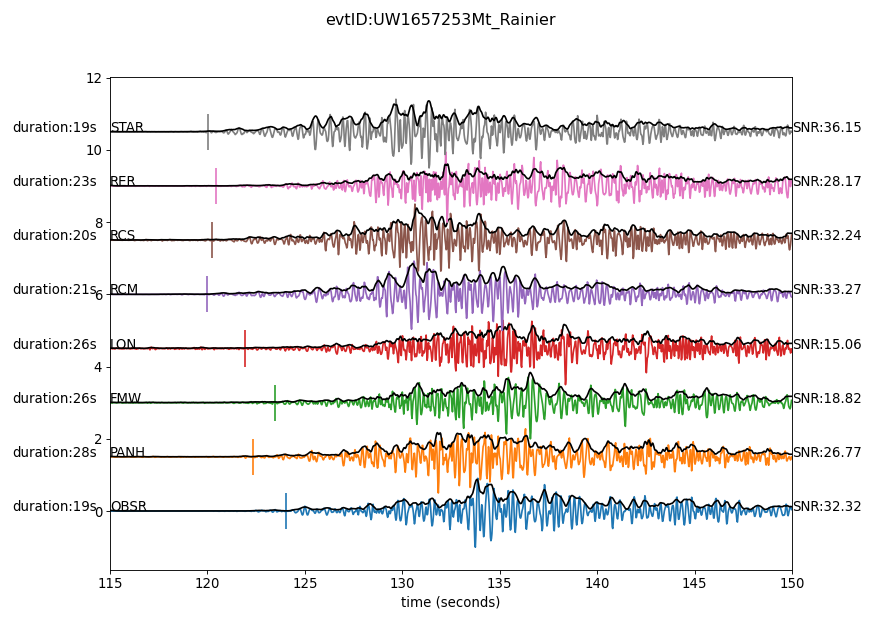 evtID:UW1657253Mt_Rainier
12
duration:19s STAR SNR:36.15
10
duration:23s RER SNR:28.17
8
duration:20s RCS SNR:32.24
duration:21s RCM SNR:33.27
6
duration:26s LON SNR:15.06
4
duration:26s FMW SNR:18.82
2
duration:28s PANH SNR:26.77
duration:19s OBSR SNR:32.32
0
115 120 125 130 135 140 145 150
time (seconds)